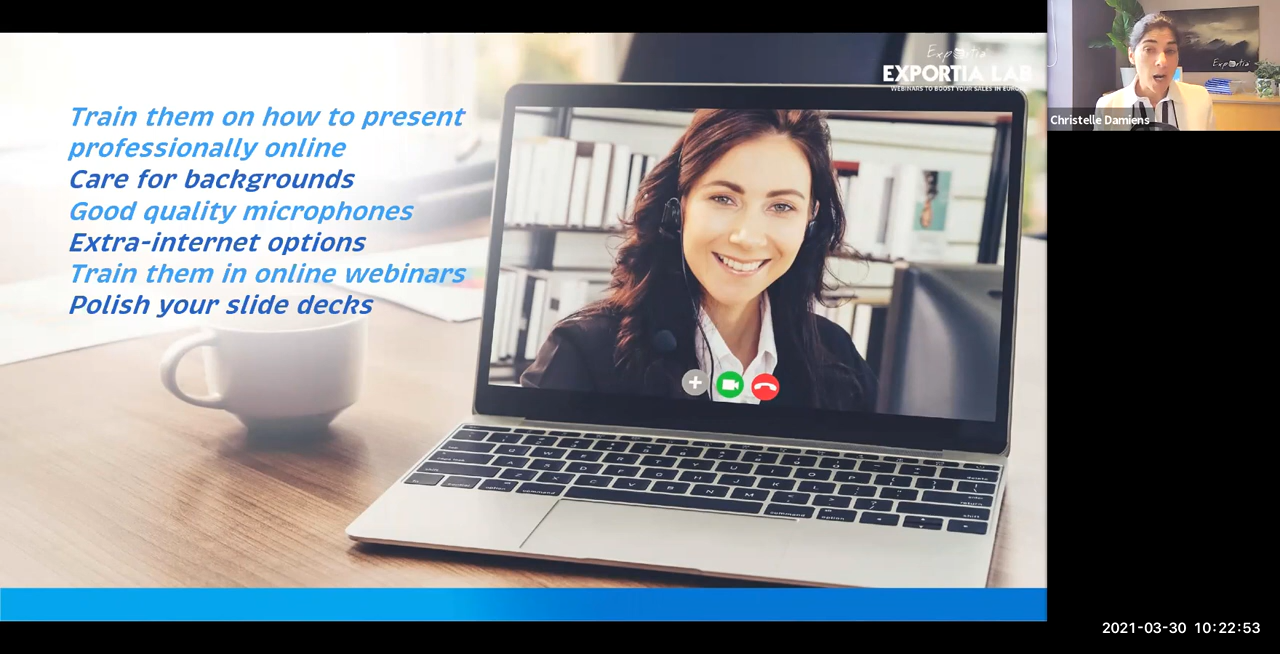 Exportia
EXPORTIA LAB
WEBINARS TO BOOST YOUR SALES IN EUROPE
Train them on how to present
professionally online
Care for backgrounds
Good quality microphones
Extra-internet options
Train them in online webinars
Polish your slide decks
Exportia
Christelle Damiens
2021-03-30 10:22:53